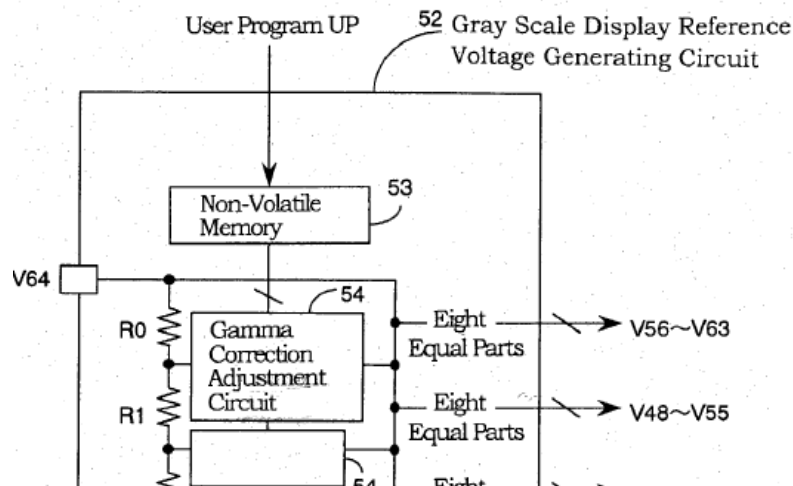 User Program UP
52 Gray Scale Display Reference
Voltage Generating Circuit
Non-Volatile
Memory
53
V64
54
R0
Gamma
Correction
Adjustment
Circuit
Eight
Equal Parts
V56~V63
R1
Eight
Equal Parts
V48~V55
54
Eight